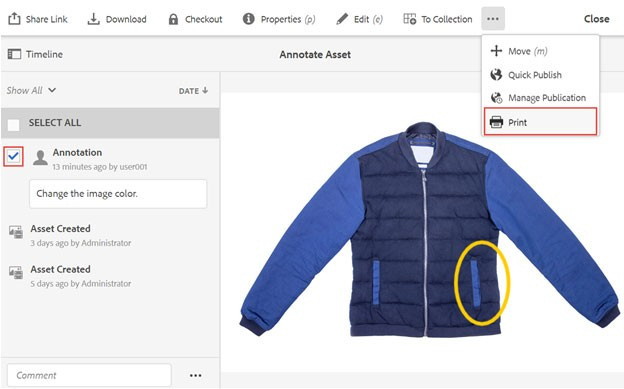 Share Link Download Checkout Properties (p) Edit (e) To Collection ••• Close
Timeline Annotate Asset
Move (m)
Quick Publish
Manage Publication
Print
Show All DATE ↓
SELECT ALL
Annotation
13 minutes ago by user001
Change the image color.
Asset Created
3 days ago by Administrator
Asset Created
5 days ago by Administrator
Comment •••